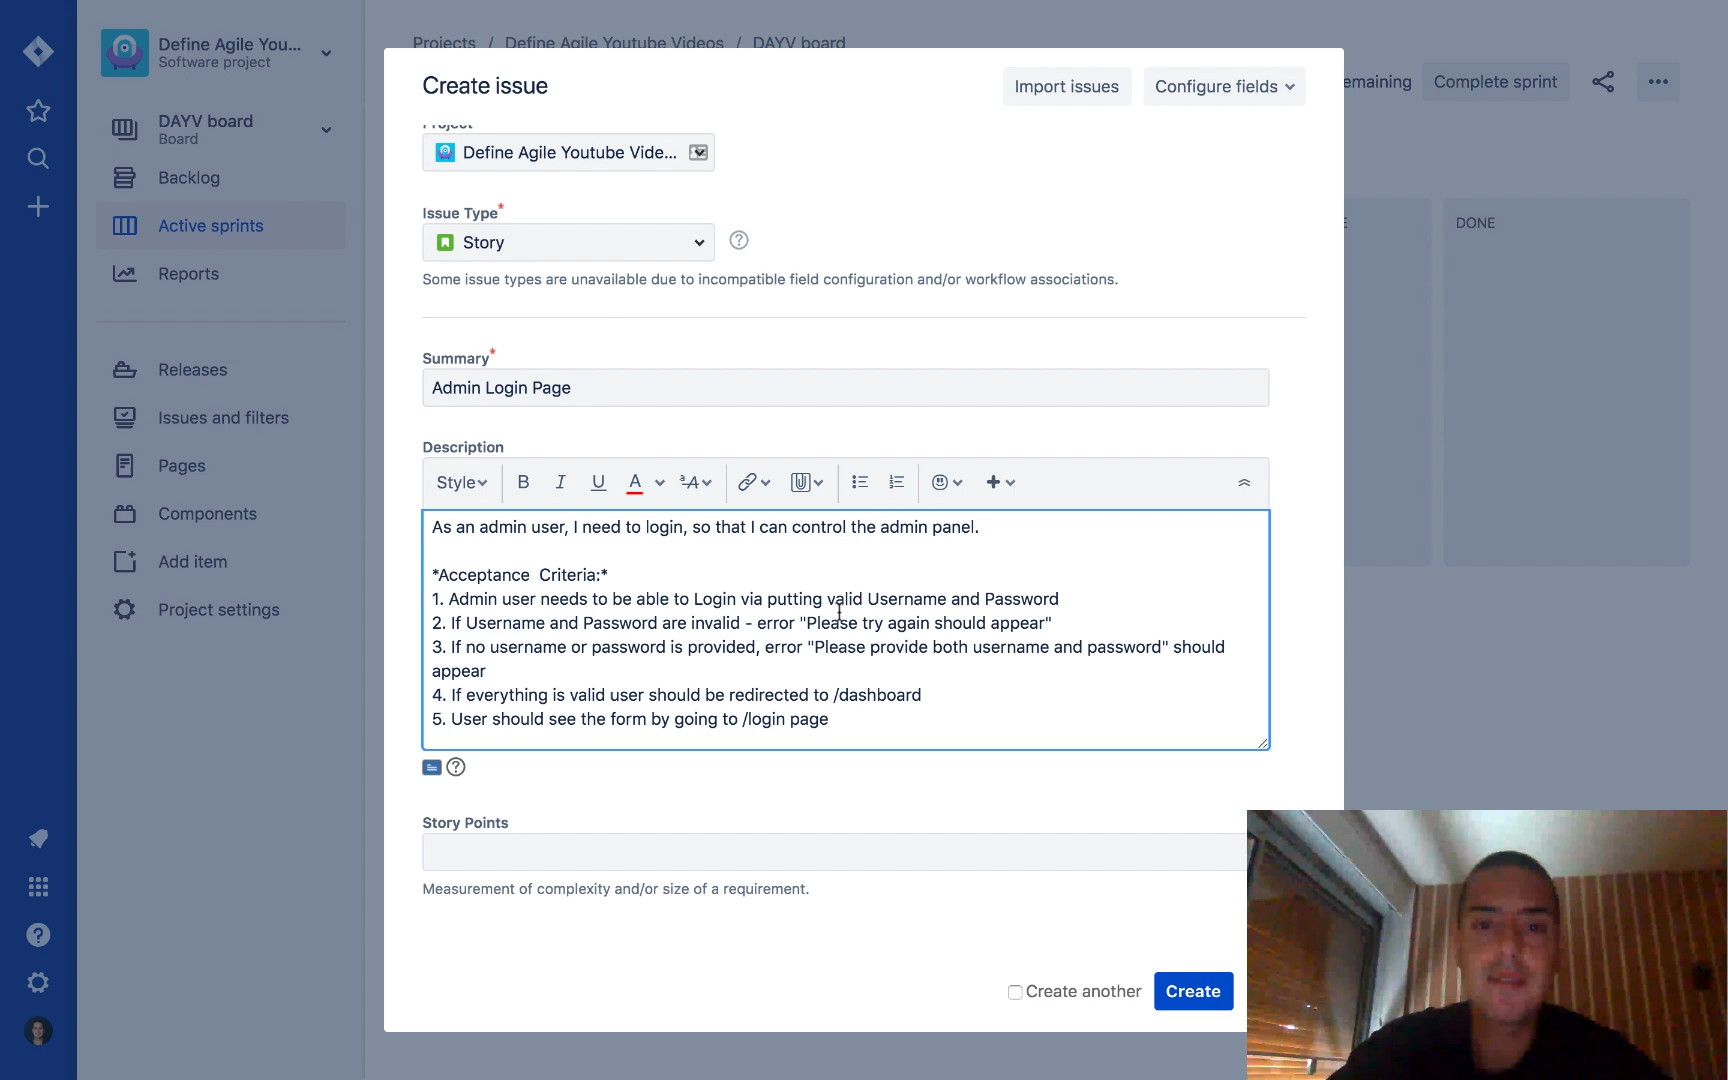 Define Agile You...
Software project
DAYV board
Board
Backlog
Active sprints
Reports
Releases
Issues and filters
Pages
Components
Add item
Project settings
Projects / Define Agile Youtube Videos / DAYV board
Complete sprint
DONE
Create issue
Import issues
Configure fields
Project
Define Agile Youtube Vide...
Issue Type*
Story
Some issue types are unavailable due to incompatible field configuration and/or workflow associations.
Summary*
Admin Login Page
Description
Style
B I U A
As an admin user, I need to login, so that I can control the admin panel.
*Acceptance  Criteria:*
1. Admin user needs to be able to Login via putting valid Username and Password
2. If Username and Password are invalid - error "Please try again should appear"
3. If no username or password is provided, error "Please provide both username and password" should
appear
4. If everything is valid user should be redirected to /dashboard
5. User should see the form by going to /login page
Story Points
Measurement of complexity and/or size of a requirement.
Create another
Create